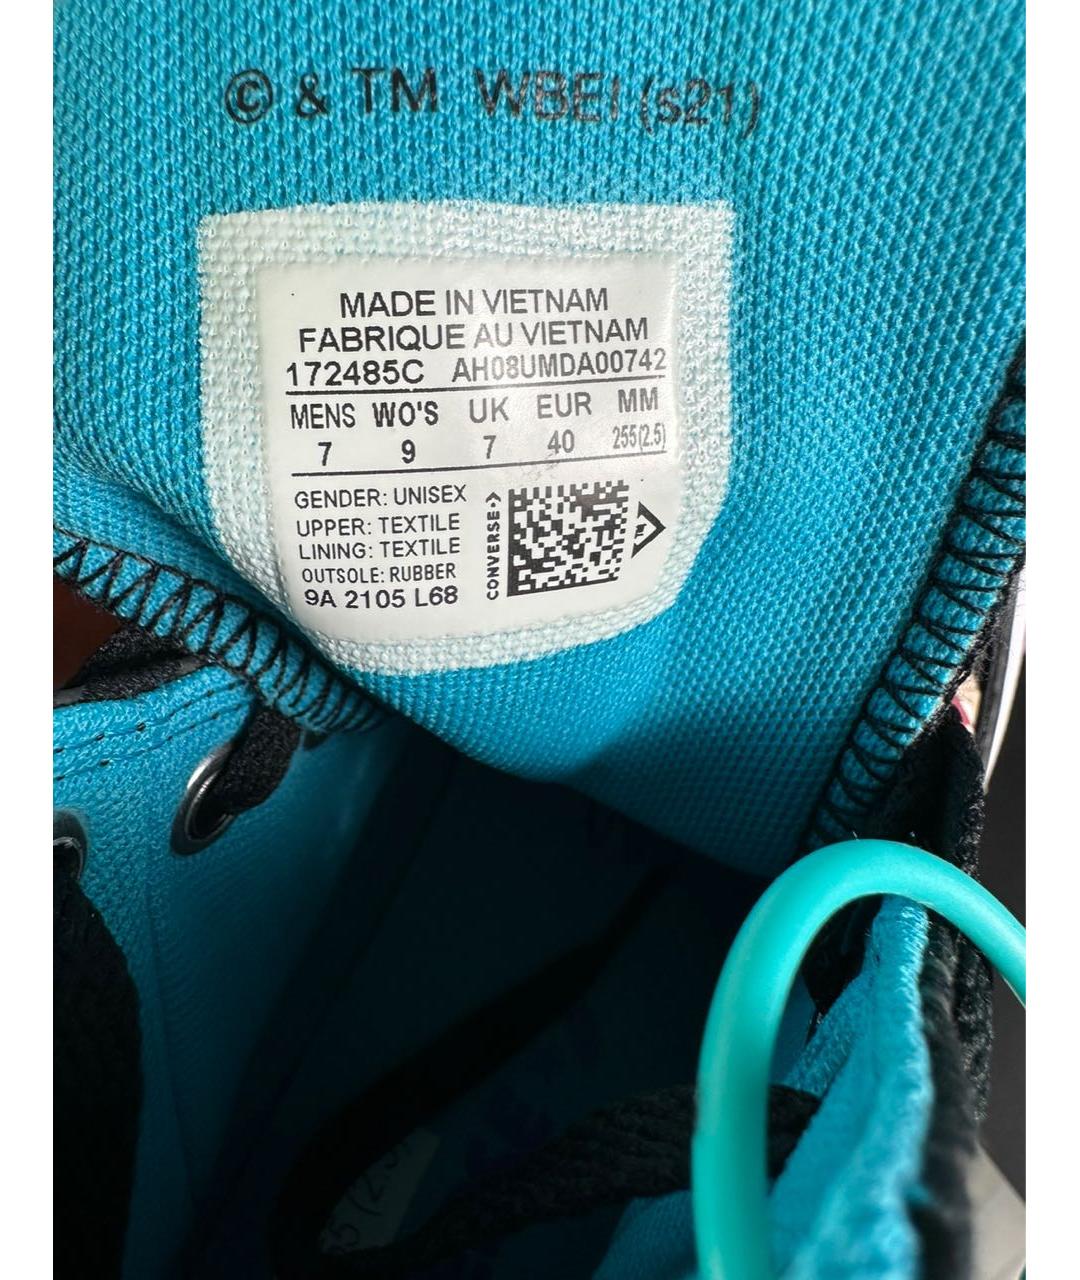 © & TM WBEI (s21)
MADE IN VIETNAM
FABRIQUE AU VIETNAM
172485C AH08UMDA00742
MENS WO'S UK EUR MM
7 9 7 40 255(2.5)
GENDER: UNISEX
UPPER: TEXTILE
LINING: TEXTILE
OUTSOLE: RUBBER
9A 2105 L68
CONVERSE
TM